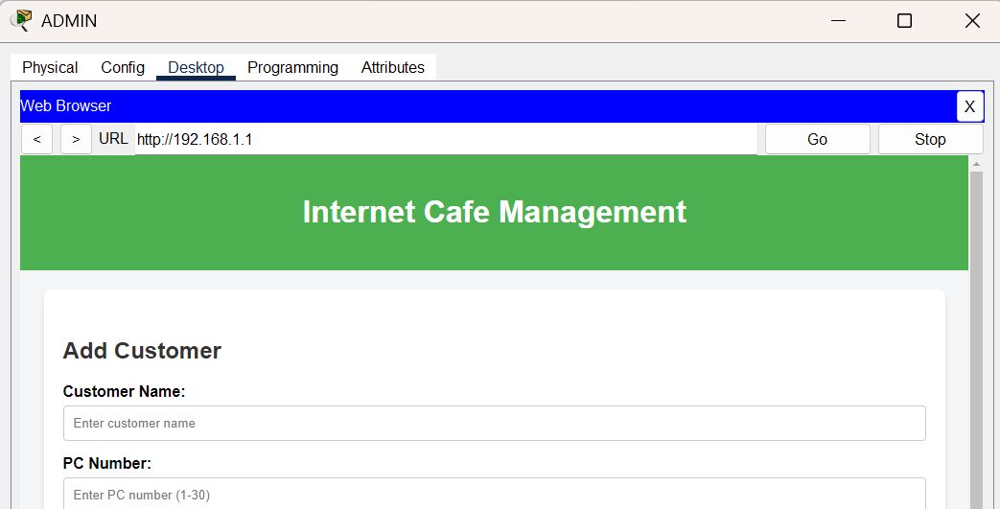 ADMIN
Physical Config Desktop Programming Attributes
Web Browser X
< > URL http://192.168.1.1 Go Stop
Internet Cafe Management
Add Customer
Customer Name:
Enter customer name
PC Number:
Enter PC number (1-30)